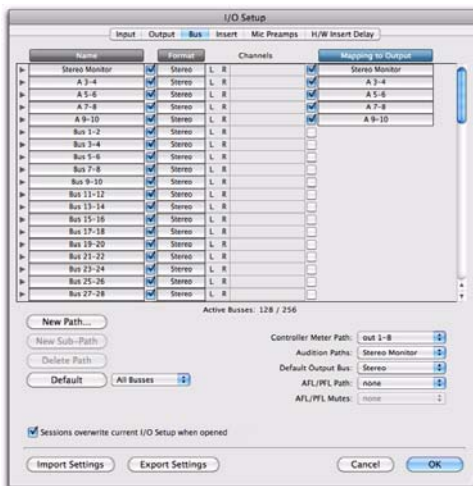 I/O Setup
Input Output Bus Insert Mic Preamps H/W Insert Delay
Name Format Channels Mapping to Output
Stereo Monitor Stereo L R Stereo Monitor
A 3-4 Stereo L R A 3-4
A 5-6 Stereo L R A 5-6
A 7-8 Stereo L R A 7-8
A 9-10 Stereo L R A 9-10
Bus 1-2 Stereo L R
Bus 3-4 Stereo L R
Bus 5-6 Stereo L R
Bus 7-8 Stereo L R
Bus 9-10 Stereo L R
Bus 11-12 Stereo L R
Bus 13-14 Stereo L R
Bus 15-16 Stereo L R
Bus 17-18 Stereo L R
Bus 19-20 Stereo L R
Bus 21-22 Stereo L R
Bus 23-24 Stereo L R
Bus 25-26 Stereo L R
Bus 27-28 Stereo L R
Active Busses: 128 / 256
New Path...
New Sub-Path
Delete Path
Default All Busses
Controller Meter Path: out 1-8
Audition Paths: Stereo Monitor
Default Output Bus: Stereo
AFL/PFL Path: none
AFL/PFL Mutes: none
Sessions overwrite current I/O Setup when opened
Import Settings Export Settings Cancel OK